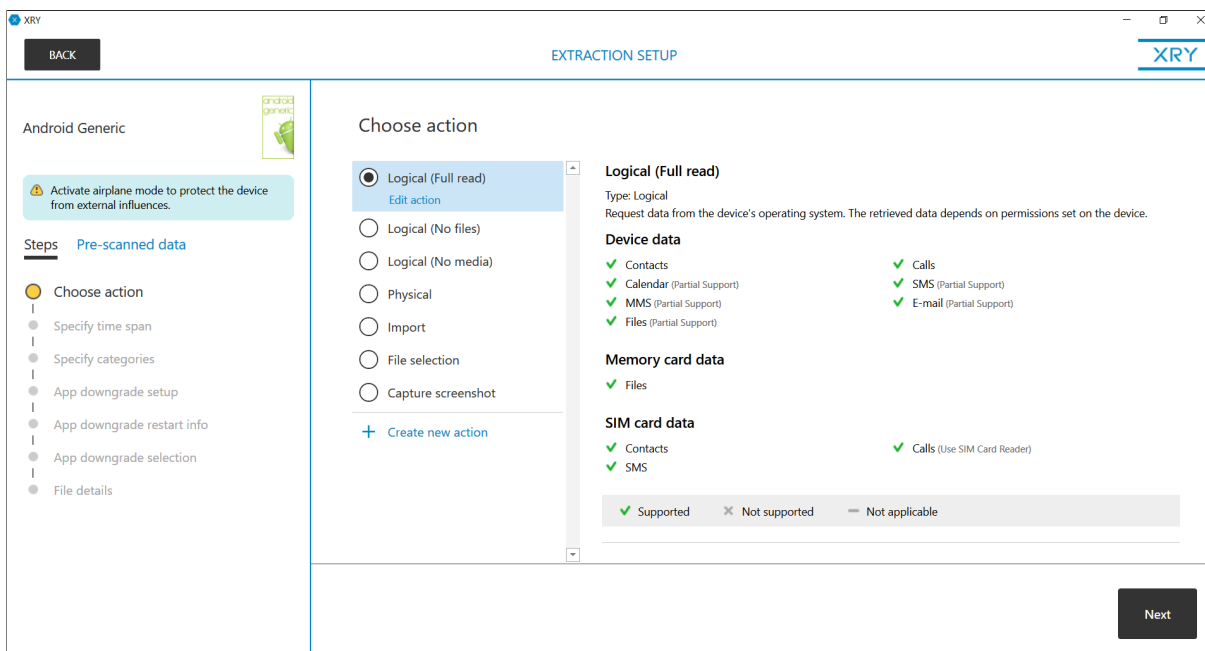 XRY
BACK
EXTRACTION SETUP
XRY
Android Generic
android
generic
Activate airplane mode to protect the device
from external influences.
Steps Pre-scanned data
Choose action
Specify time span
Specify categories
App downgrade setup
App downgrade restart info
App downgrade selection
File details
Choose action
Logical (Full read)
Edit action
Logical (No files)
Logical (No media)
Physical
Import
File selection
Capture screenshot
+ Create new action
Logical (Full read)
Type: Logical
Request data from the device's operating system. The retrieved data depends on permissions set on the device.
Device data
Contacts
Calls
Calendar (Partial Support)
SMS (Partial Support)
MMS (Partial Support)
E-mail (Partial Support)
Files (Partial Support)
Memory card data
Files
SIM card data
Contacts
Calls (Use SIM Card Reader)
SMS
Supported Not supported Not applicable
Next